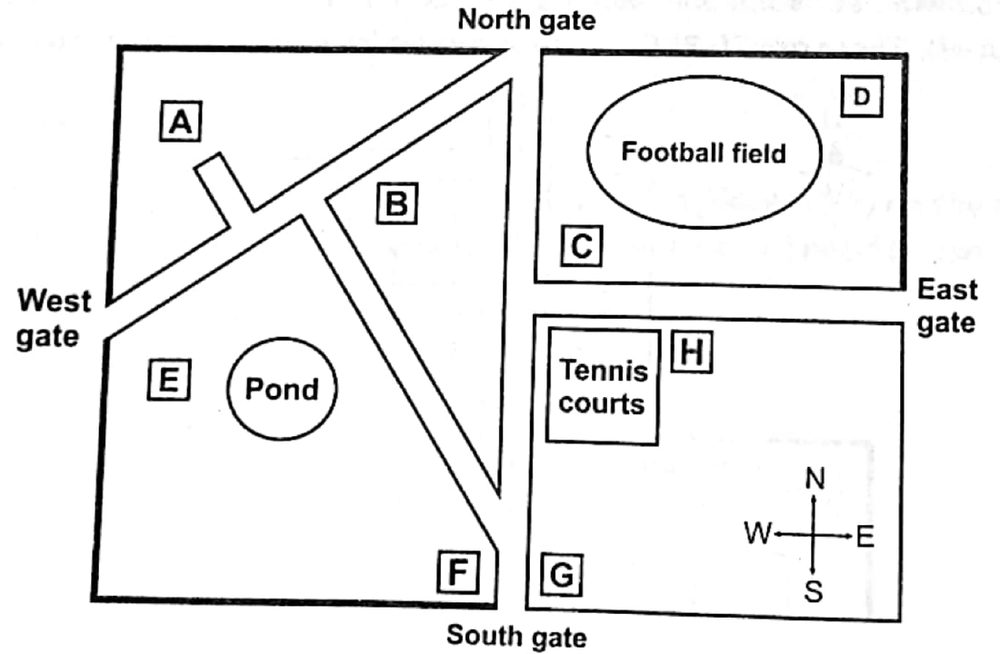 North gate
A
D
Football field
B
C
West
gate
East
gate
E
Pond
H
Tennis
courts
N
W
E
S
F
G
South gate